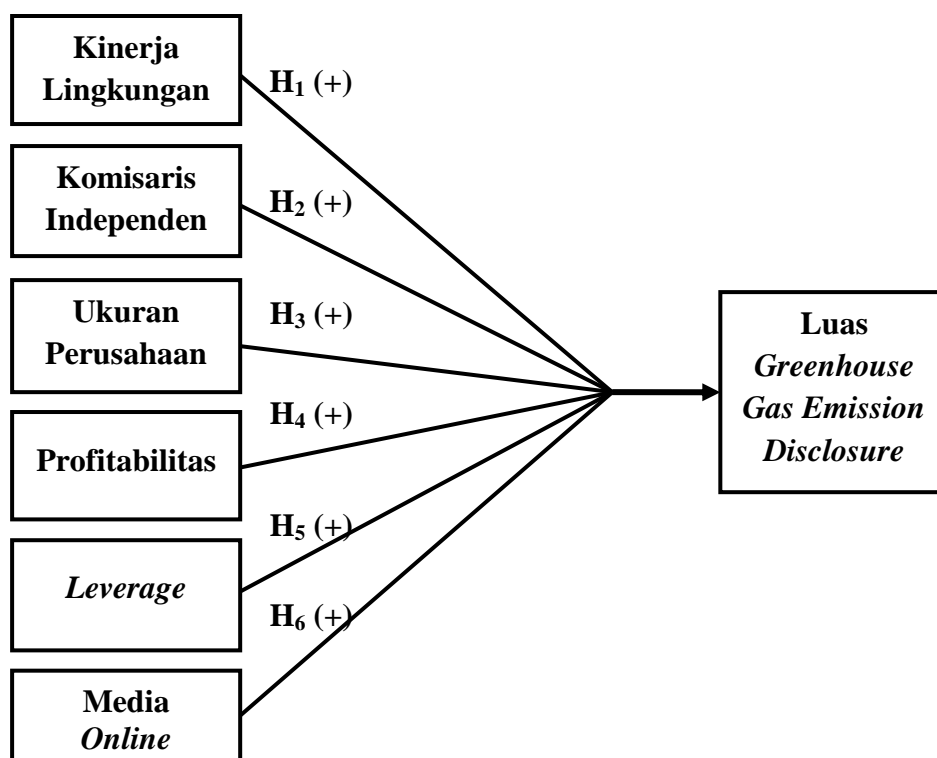 Kinerja
Lingkungan
H₁ (+)
Komisaris
Independen
H₂ (+)
Ukuran
Perusahaan
H₃ (+)
Profitabilitas
H₄ (+)
Leverage
H₅ (+)
Media
Online
H₆ (+)
Luas
Greenhouse
Gas Emission
Disclosure